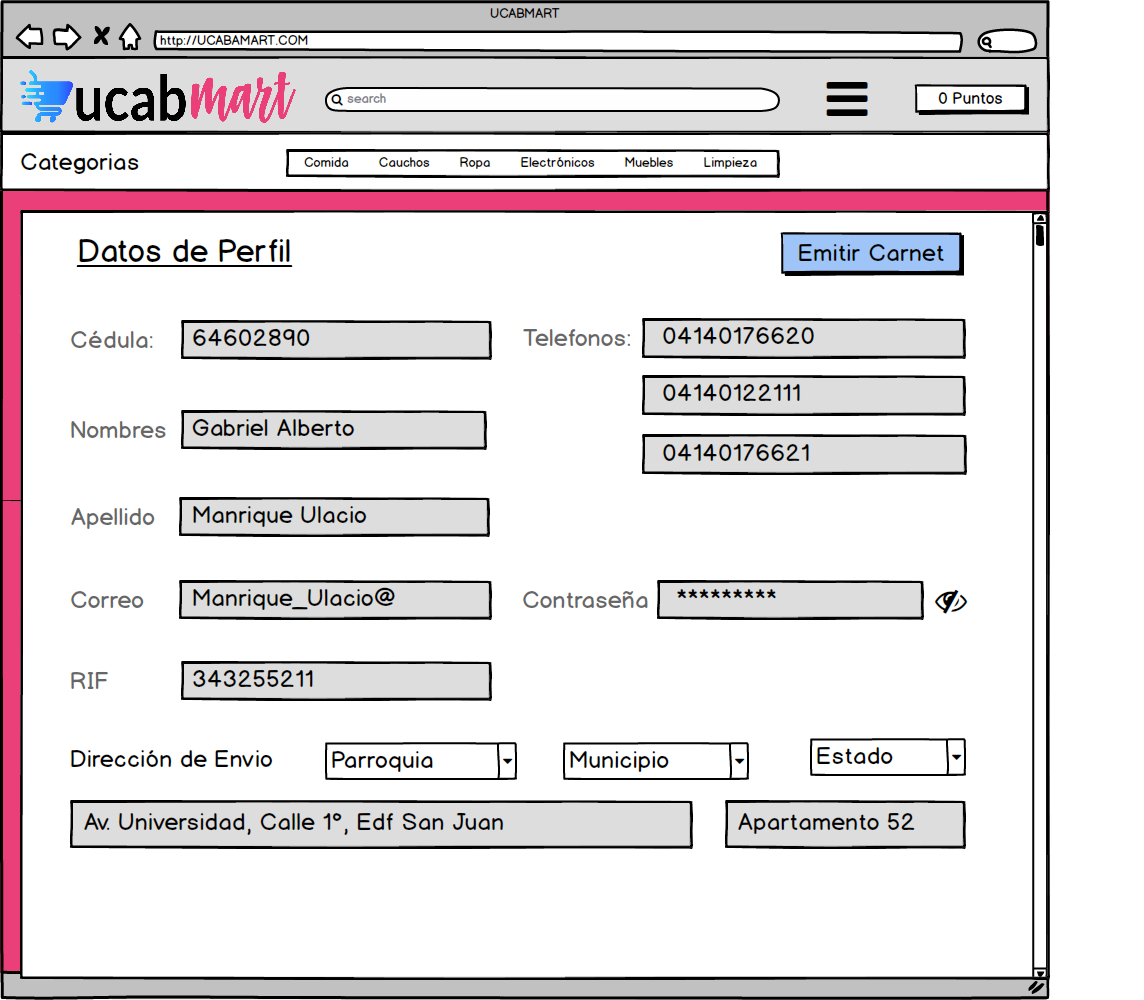 UCABMART
http://UCABAMART.COM
ucabmart
search
0 Puntos
Categorias
Comida Cauchos Ropa Electrónicos Muebles Limpieza
Datos de Perfil
Emitir Carnet
Cédula: 64602890
Telefonos: 04140176620
04140122111
04140176621
Nombres Gabriel Alberto
Apellido Manrique Ulacio
Correo Manrique_Ulacio@
Contraseña *********
RIF 343255211
Dirección de Envio Parroquia Municipio Estado
Av. Universidad, Calle 1°, Edf San Juan
Apartamento 52